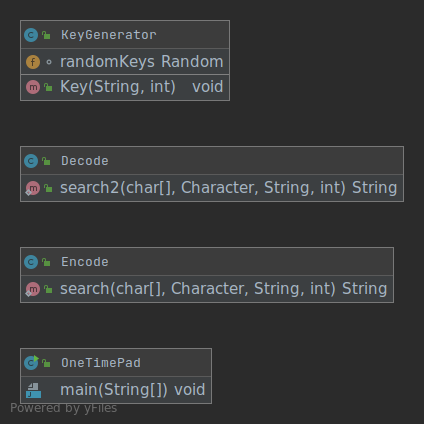 KeyGenerator
randomKeys Random
Key(String, int) void
Decode
search2(char[], Character, String, int) String
Encode
search(char[], Character, String, int) String
OneTimePad
main(String[]) void
Powered by yFiles